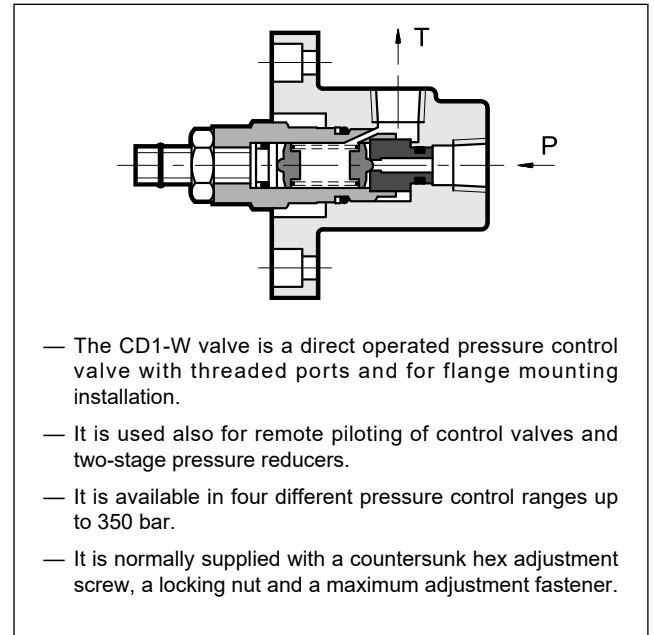 T
P
— The CD1-W valve is a direct operated pressure control
valve with threaded ports and for flange mounting
installation.
— It is used also for remote piloting of control valves and
two-stage pressure reducers.
— It is available in four different pressure control ranges up
to 350 bar.
— It is normally supplied with a countersunk hex adjustment
screw, a locking nut and a maximum adjustment fastener.